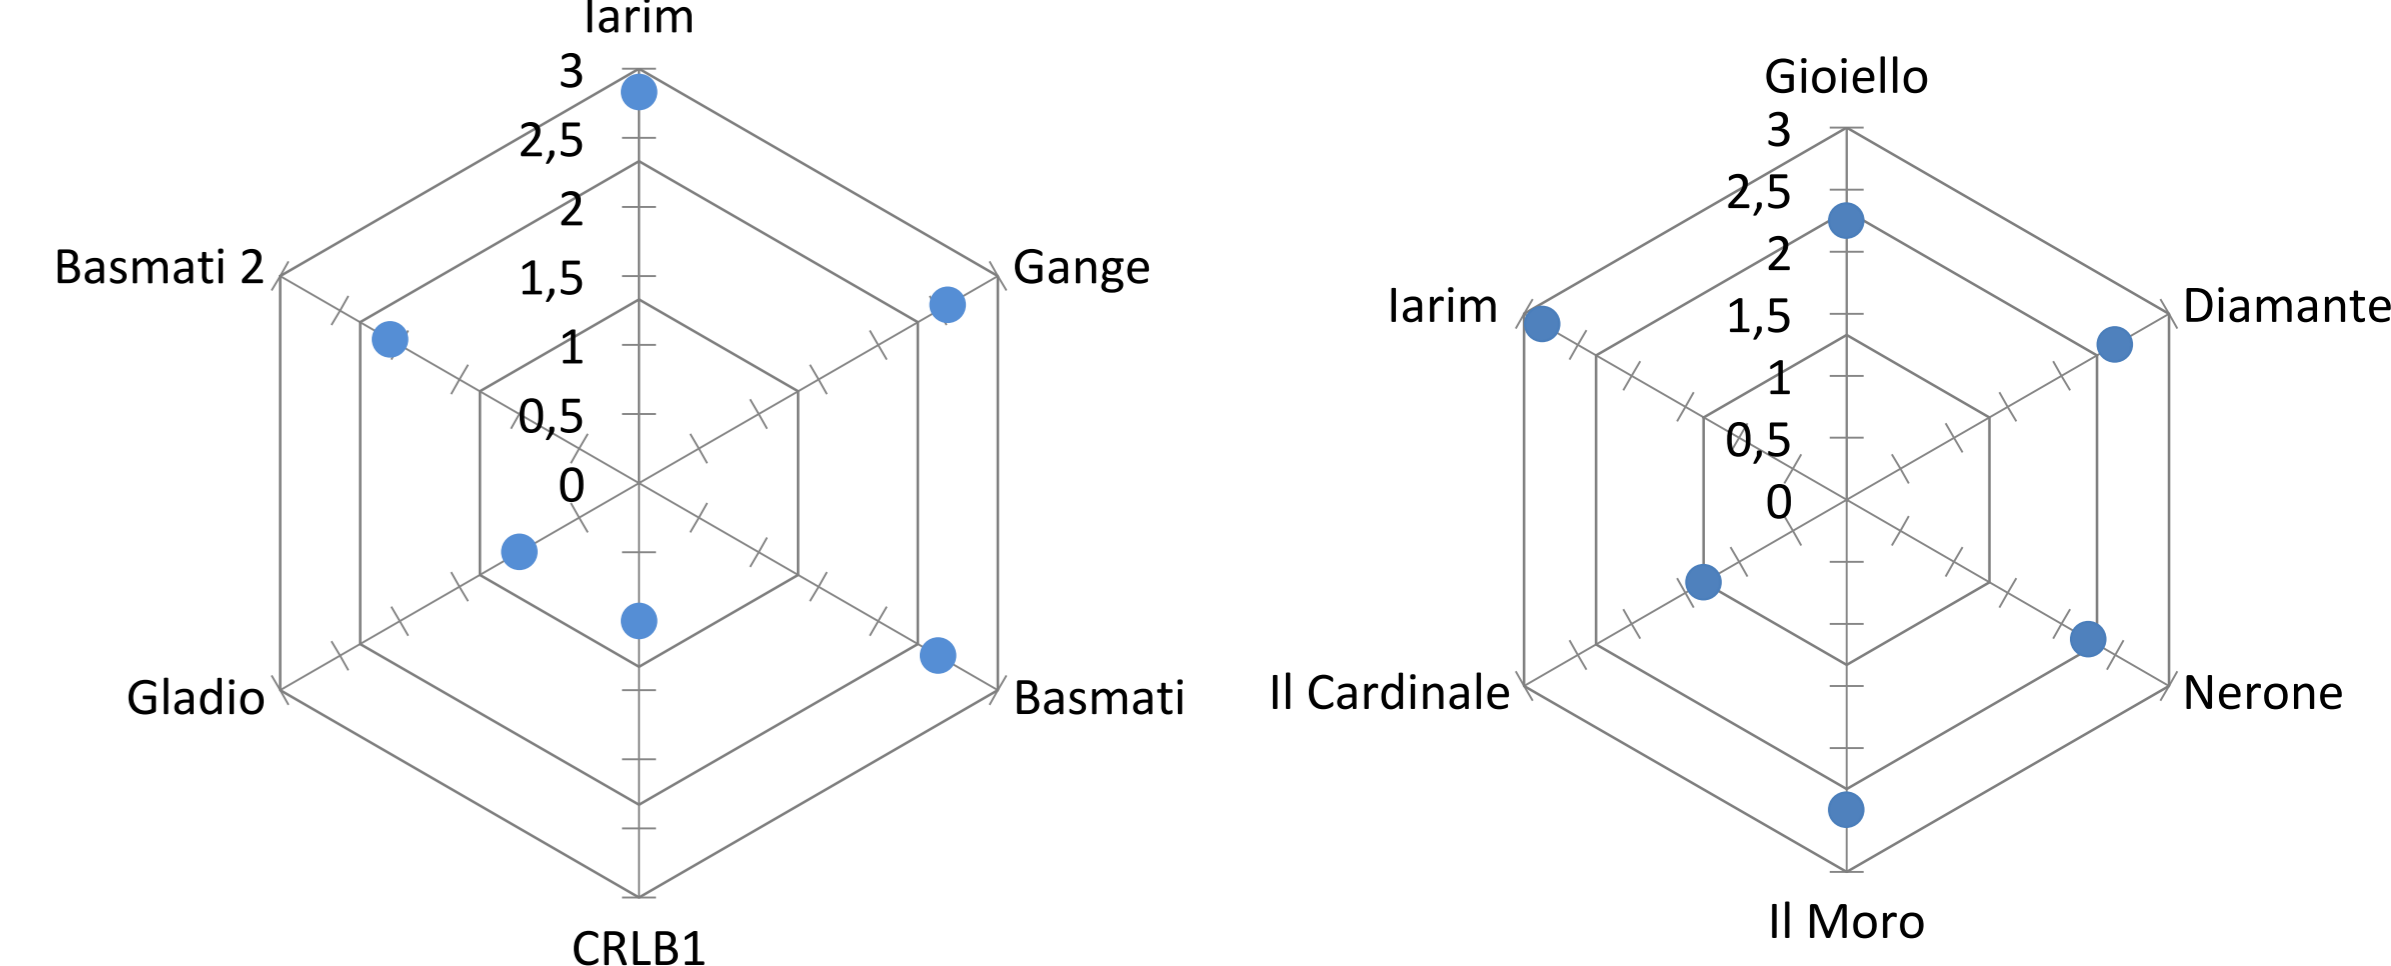 Iarim
3
2,5
2
1,5
1
0,5
0
Basmati 2
Gange
Gladio
Basmati
CRLB1
Gioiello
3
2,5
2
1,5
1
0,5
0
Iarim
Diamante
Il Cardinale
Nerone
Il Moro